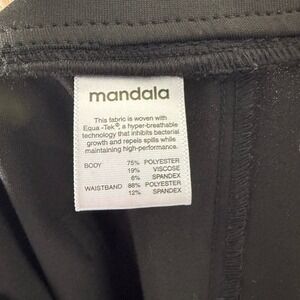 mandala
This fabric is woven with
Equa -Tek®, a hyper-breathable
technology that inhibits bacterial
growth and repels spills while
maintaining high-performance.
BODY 75% POLYESTER
19% VISCOSE
6% SPANDEX
WAISTBAND 88% POLYESTER
12% SPANDEX